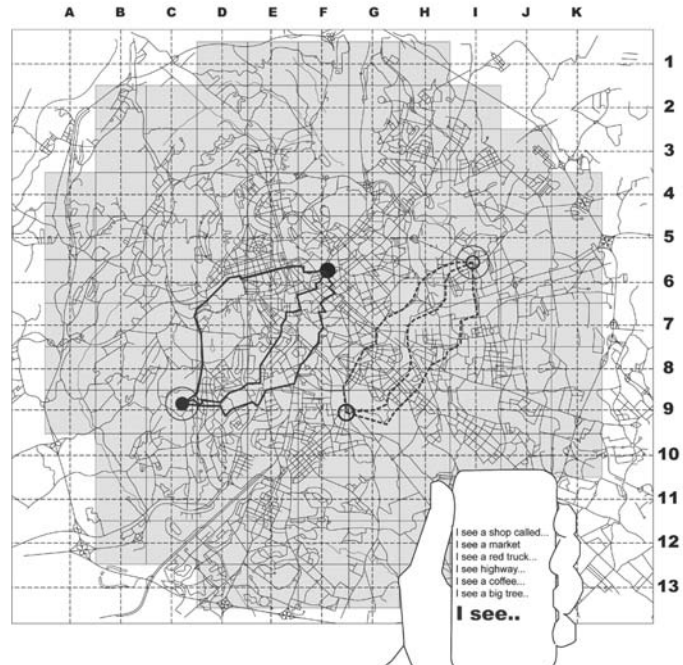 A B C D E F G H I J K
1
2
3
4
5
6
7
8
9
10
11
12
13
I see a shop called...
I see a market
I see a red truck...
I see highway...
I see a coffee...
I see a big tree..
I see..